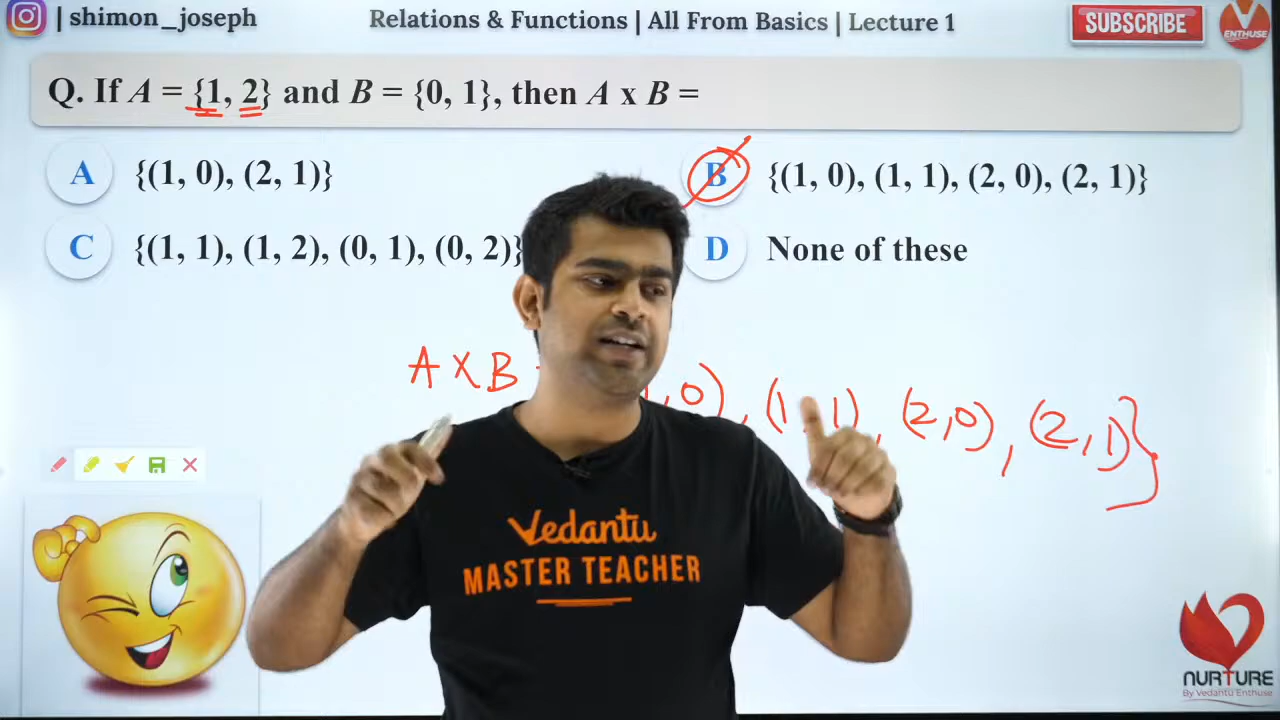 | shimon_joseph
Relations & Functions | All From Basics | Lecture 1
SUBSCRIBE
ENTHUSE
Q. If A = {1, 2} and B = {0, 1}, then A x B =
A {(1, 0), (2, 1)}
B {(1, 0), (1, 1), (2, 0), (2, 1)}
C {(1, 1), (1, 2), (0, 1), (0, 2)}
D None of these
A X B , 0) , (1, 1) , (2,0) , (2, 1)}
Vedantu
MASTER TEACHER
NURTURE
By Vedantu Enthuse